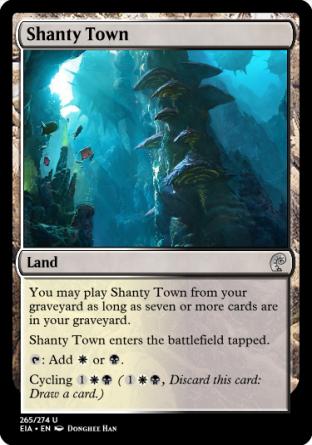 Shanty Town
Land
You may play Shanty Town from your
graveyard as long as seven or more cards are
in your graveyard.
Shanty Town enters the battlefield tapped.
: Add or .
Cycling 1 ( 1 , Discard this card:
Draw a card.)
265/274 U
EIA • EN Donghee Han